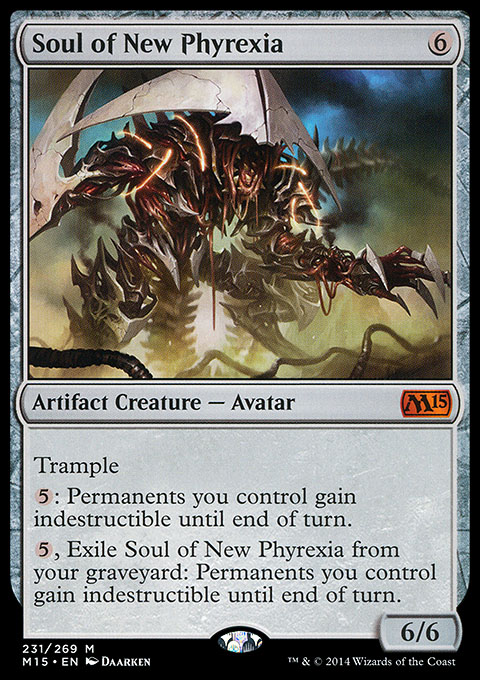 Soul of New Phyrexia 6
Artifact Creature — Avatar M15
Trample
5: Permanents you control gain
indestructible until end of turn.
5, Exile Soul of New Phyrexia from
your graveyard: Permanents you control
gain indestructible until end of turn.
6/6
231/269 M
M15 • EN Daarken
™ & © 2014 Wizards of the Coast